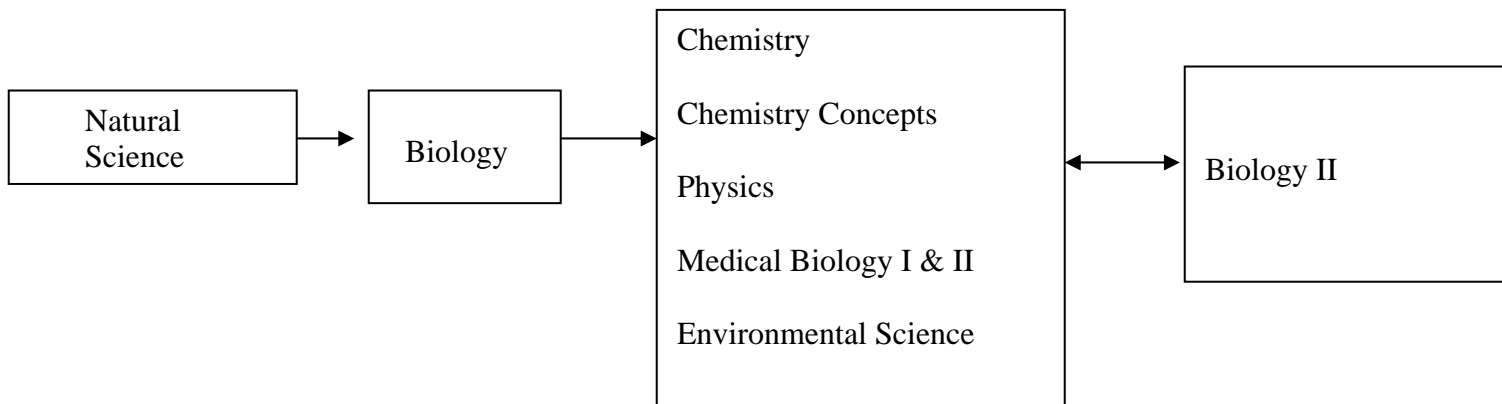 Natural
Science
Biology
Chemistry
Chemistry Concepts
Physics
Medical Biology I & II
Environmental Science
Biology II